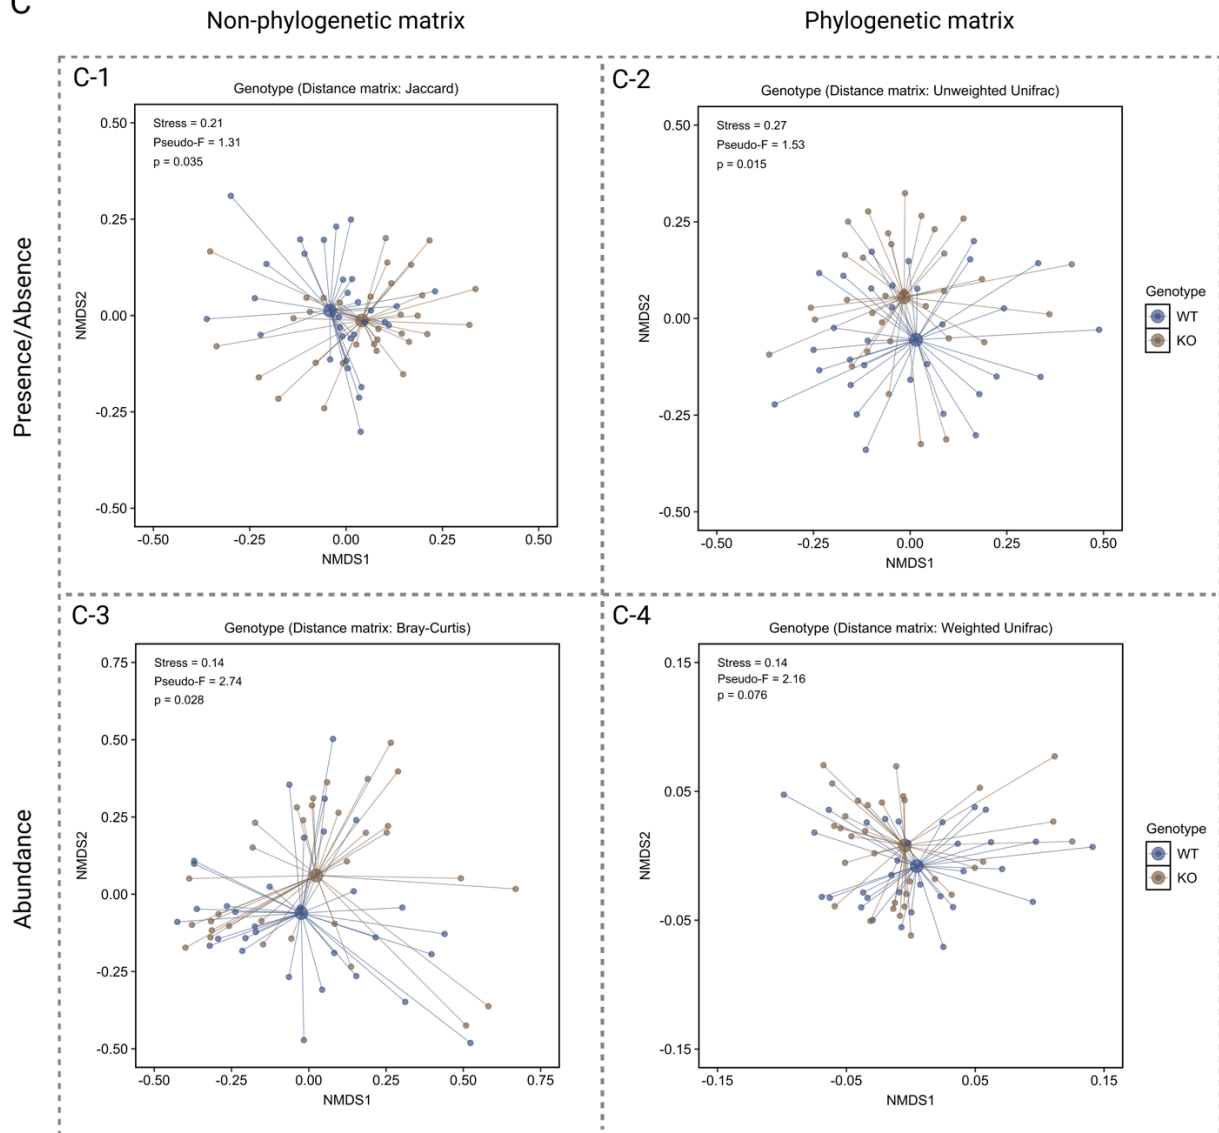 C
Non-phylogenetic matrix
Phylogenetic matrix
Presence/Absence
C-1
Genotype (Distance matrix: Jaccard)
Stress = 0.21
Pseudo-F = 1.31
p = 0.035
NMDS2
0.50
0.25
0.00
-0.25
-0.50
-0.50 -0.25 0.00 0.25 0.50
NMDS1
C-2
Genotype (Distance matrix: Unweighted Unifrac)
Stress = 0.27
Pseudo-F = 1.53
p = 0.015
NMDS2
0.50
0.25
0.00
-0.25
-0.50
-0.50 -0.25 0.00 0.25 0.50
NMDS1
Genotype
WT
KO
Abundance
C-3
Genotype (Distance matrix: Bray-Curtis)
Stress = 0.14
Pseudo-F = 2.74
p = 0.028
NMDS2
0.75
0.50
0.25
0.00
-0.25
-0.50
-0.50 -0.25 0.00 0.25 0.50 0.75
NMDS1
C-4
Genotype (Distance matrix: Weighted Unifrac)
Stress = 0.14
Pseudo-F = 2.16
p = 0.076
NMDS2
0.15
0.05
-0.05
-0.15
-0.15 -0.05 0.05 0.15
NMDS1
Genotype
WT
KO